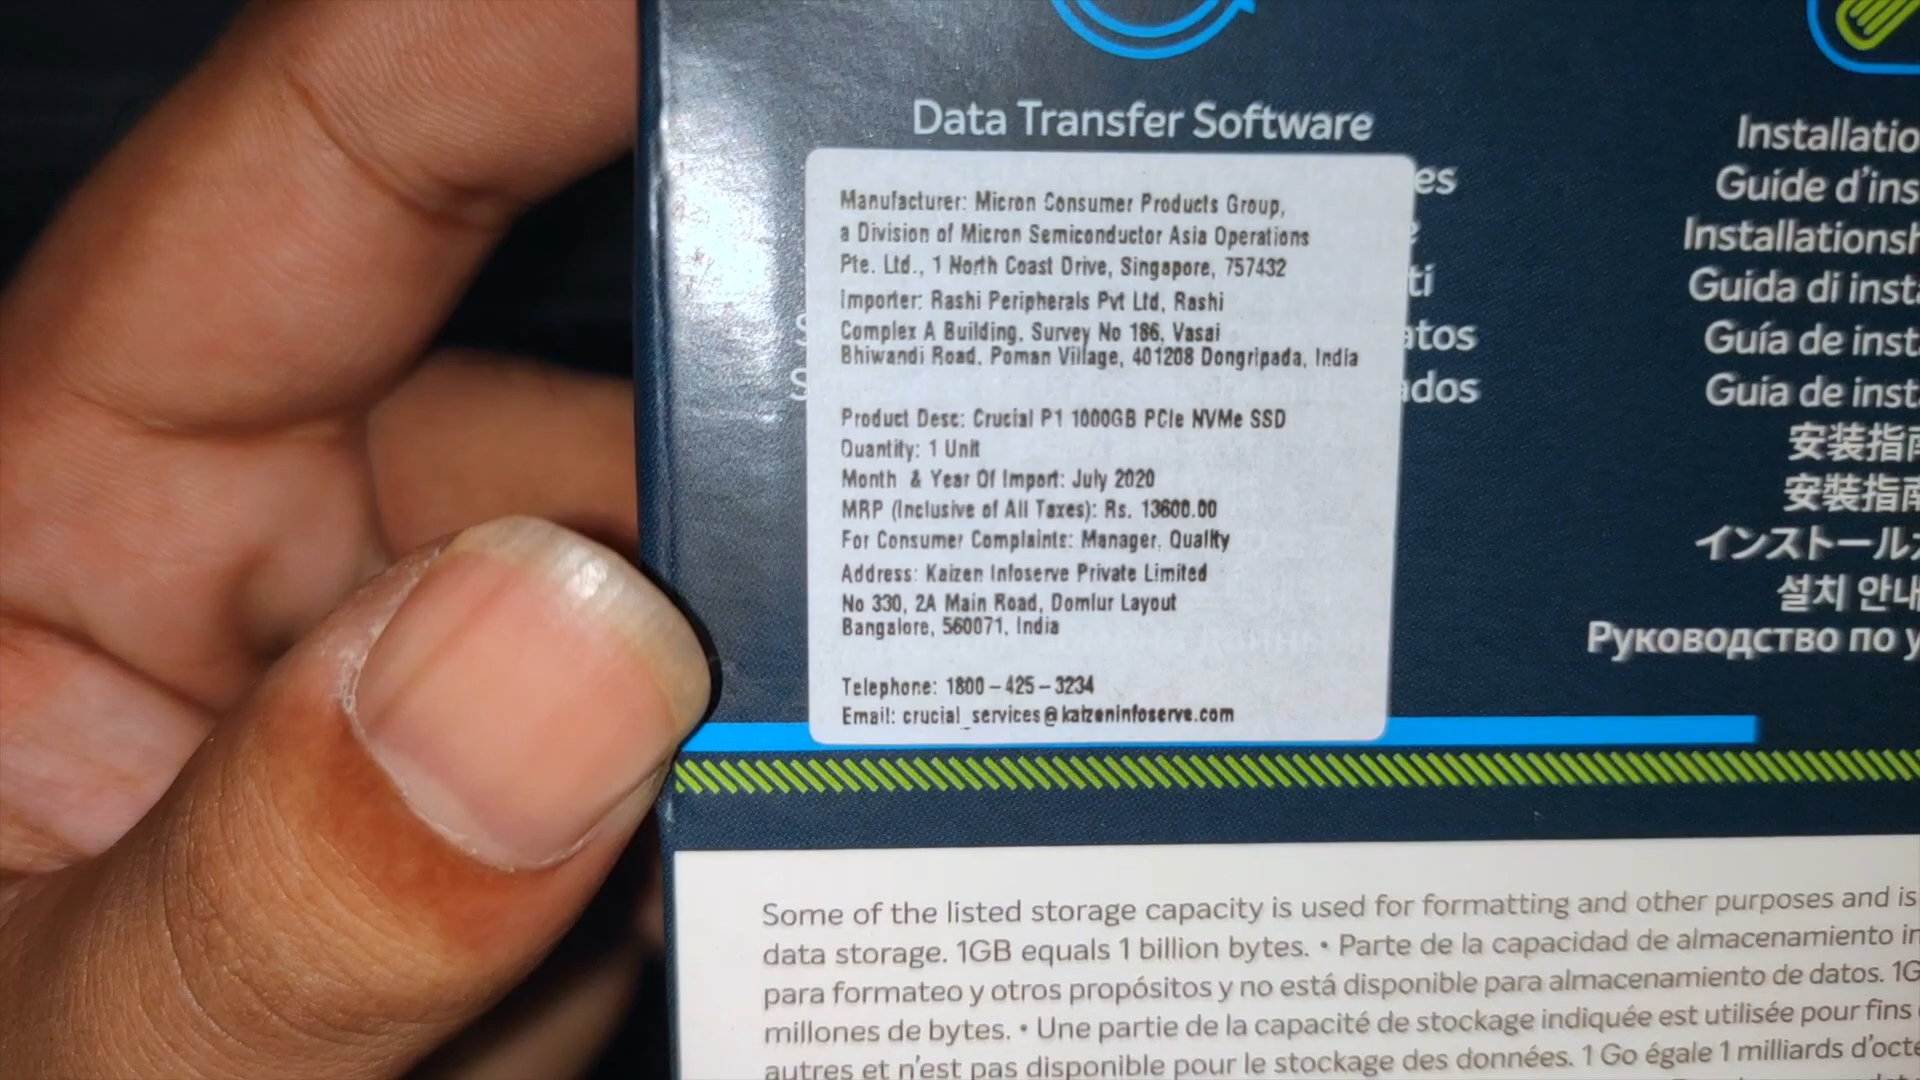 Data Transfer Software
es
Manufacturer: Micron Consumer Products Group,
a Division of Micron Semiconductor Asia Operations
Pte. Ltd., 1 North Coast Drive, Singapore, 757432
Importer: Rashi Peripherals Pvt Ltd, Rashi
Complex A Building, Survey No 186, Vasai
Bhiwandi Road, Poman Village, 401208 Dongripada, India
Product Desc: Crucial P1 1000GB PCIe NVMe SSD
Quantity: 1 Unit
Month & Year Of Import: July 2020
MRP (Inclusive of All Taxes): Rs. 13600.00
For Consumer Complaints: Manager, Quality
Address: Kaizen Infoserve Private Limited
No 330, 2A Main Road, Domlur Layout
Bangalore, 560071, India
Telephone: 1800-425-3234
Email: crucial_services@kaizeninfoserve.com
ti
atos
ados
Installatio
Guide d'ins
Installationsh
Guida di insta
Guía de inst
Guia de inst
安装指南
安裝指南
インストール
설치 안내
Руководство по у
Some of the listed storage capacity is used for formatting and other purposes and is
data storage. 1GB equals 1 billion bytes. • Parte de la capacidad de almacenamiento in
para formateo y otros propósitos y no está disponible para almacenamiento de datos. 1G
millones de bytes. • Une partie de la capacité de stockage indiquée est utilisée pour fins
autres et n'est pas disponible pour le stockage des données. 1 Go égale 1 milliards d'octe